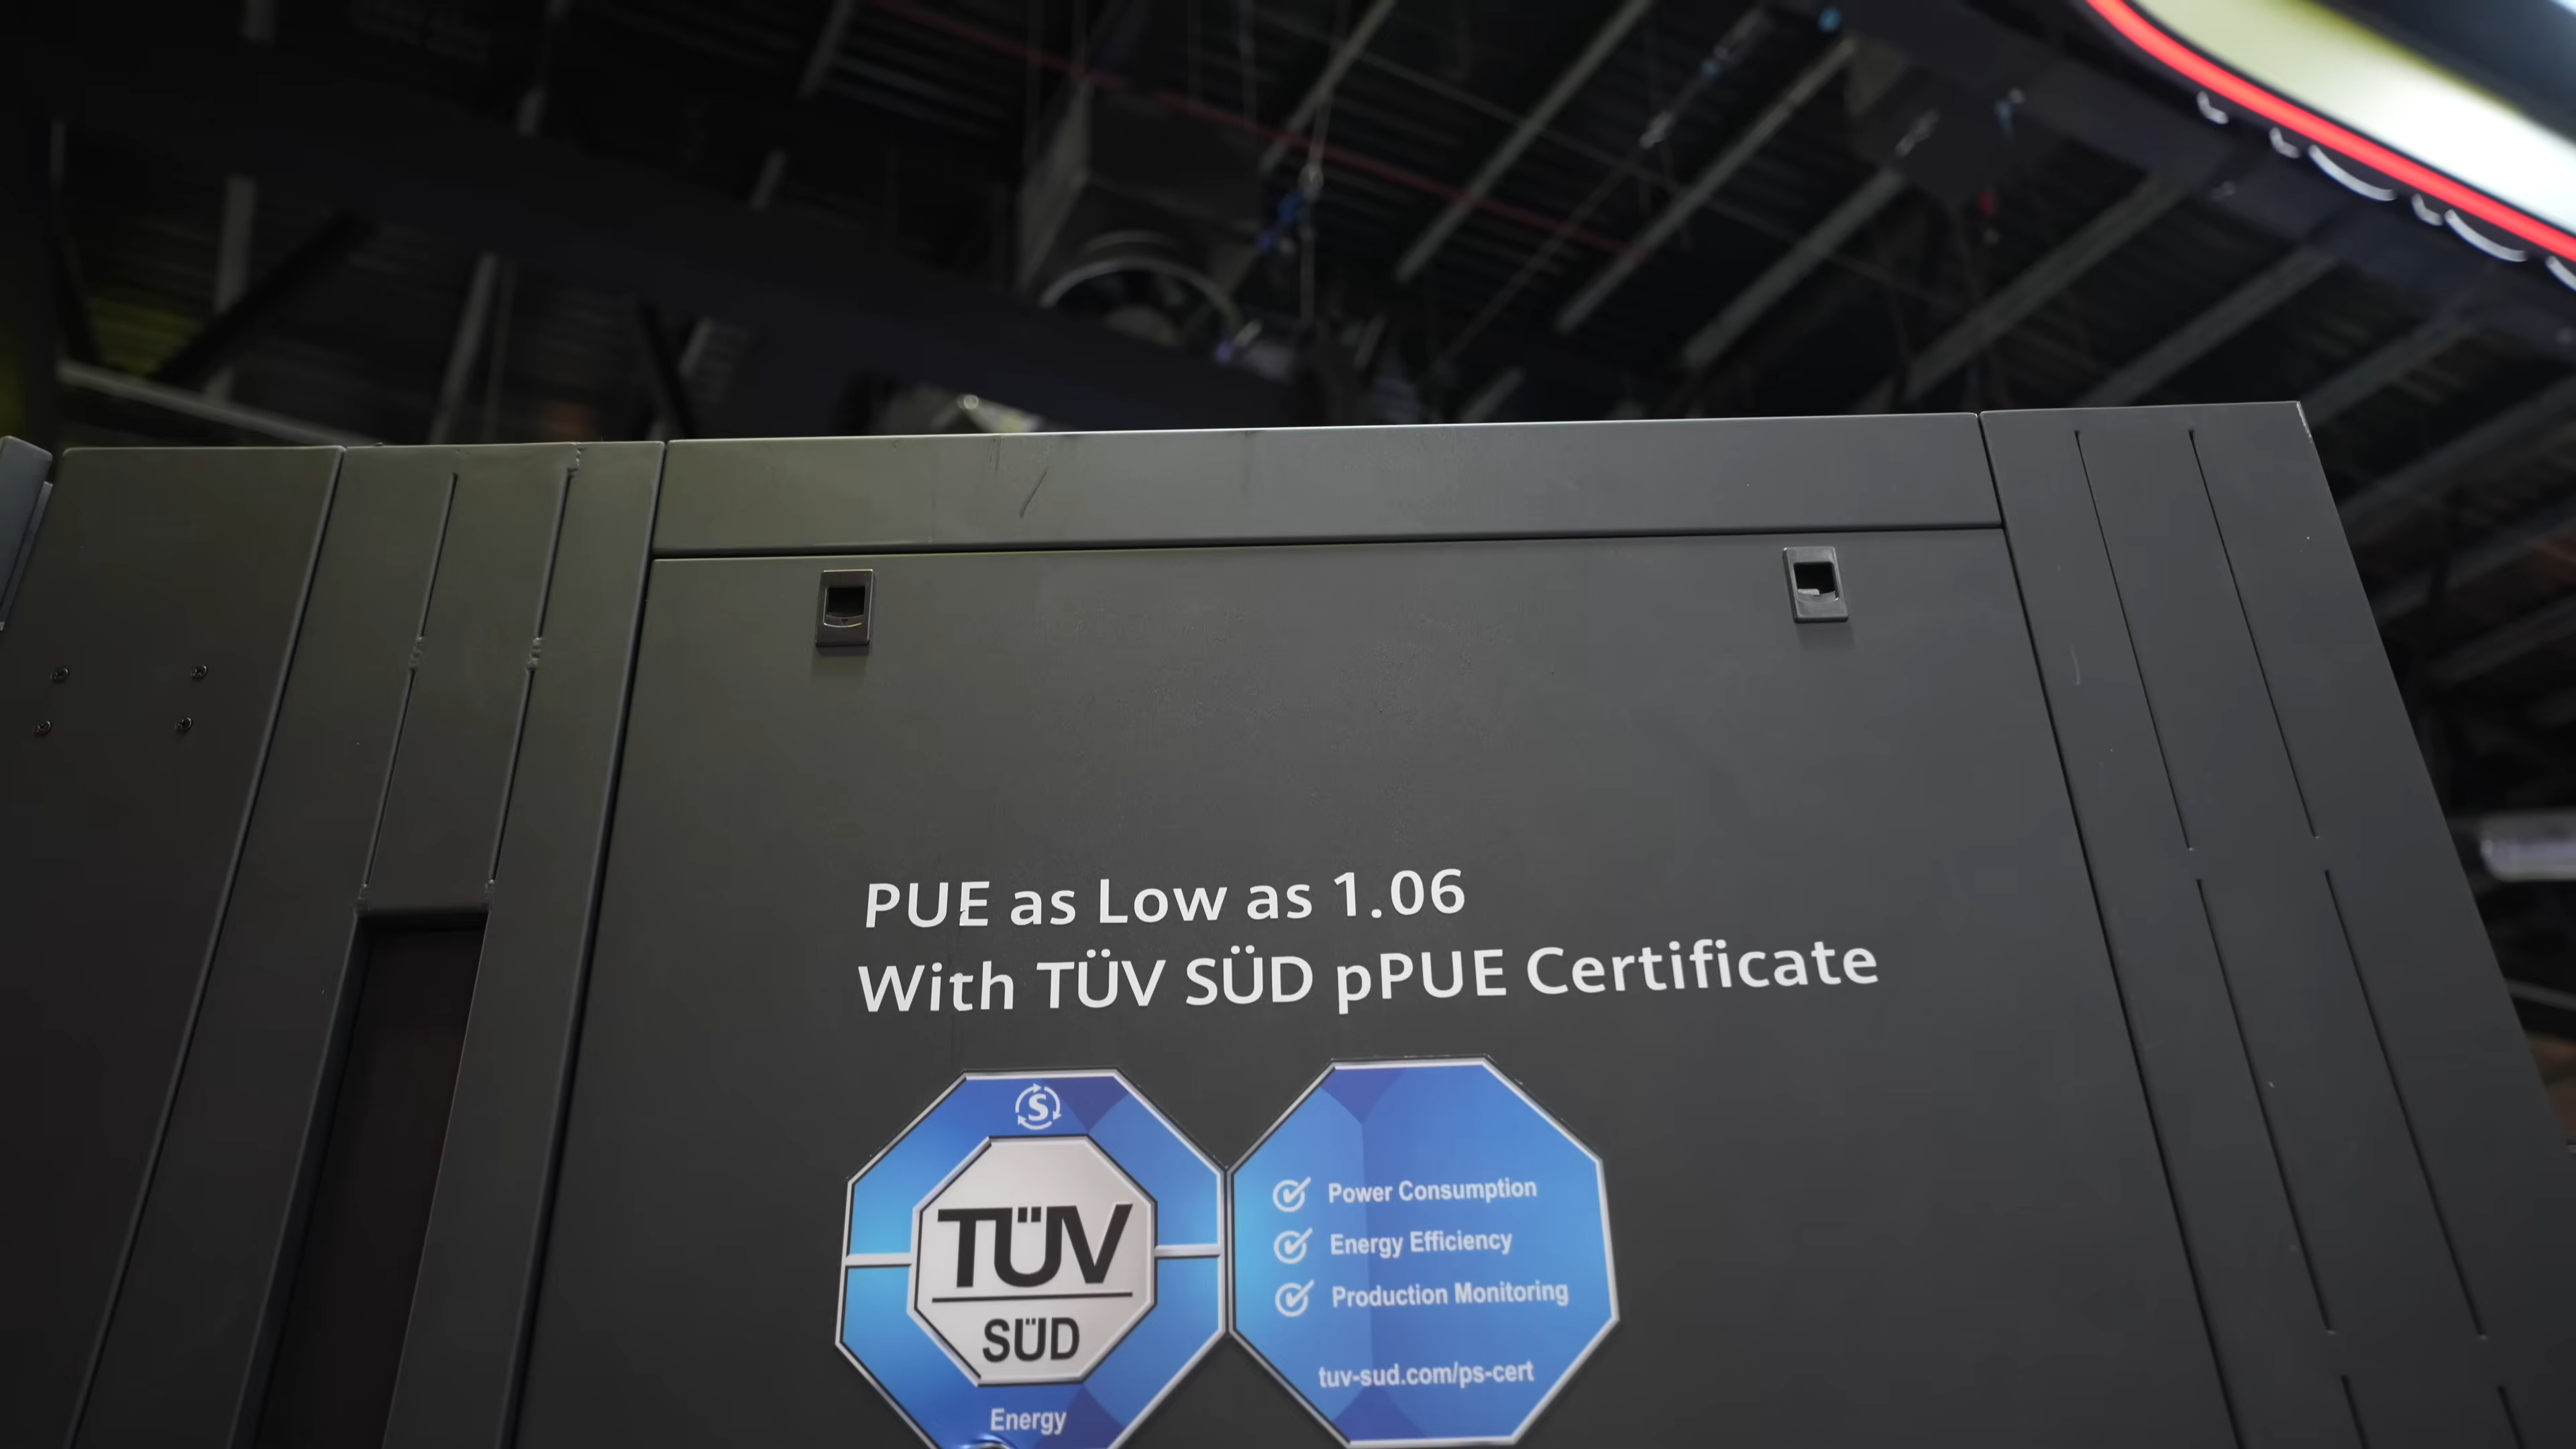 PUE as Low as 1.06
With TÜV SÜD pPUE Certificate
S
TÜV
SÜD
Energy
Power Consumption
Energy Efficiency
Production Monitoring
tuv-sud.com/ps-cert